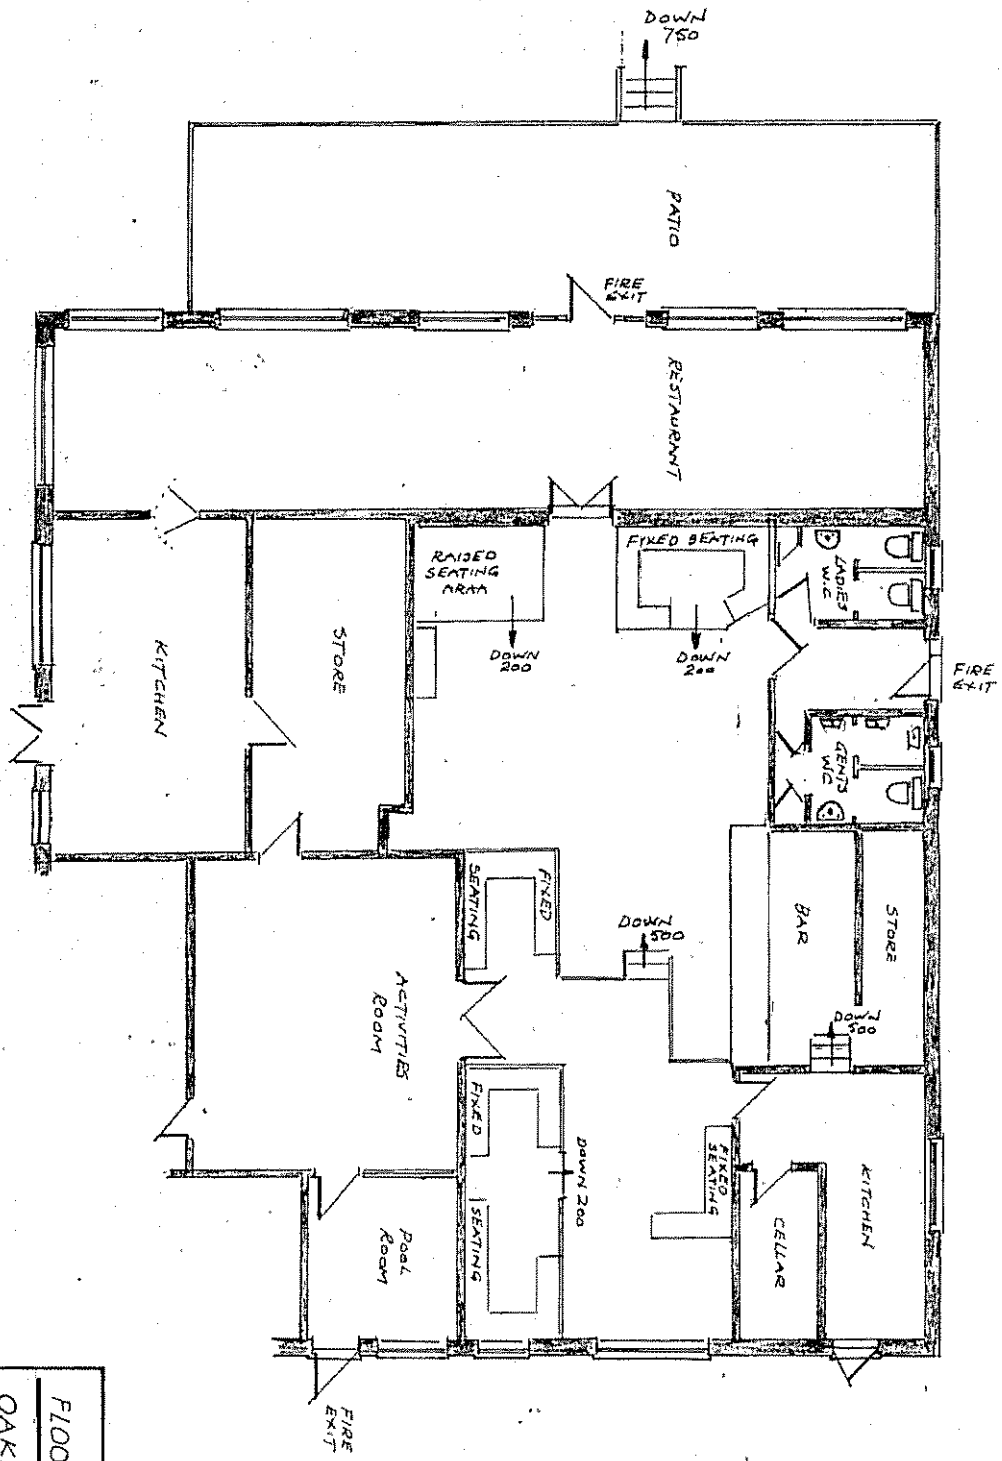 DOWN
750
PATIO
FIRE
EXIT
RESTAURANT
RAISED
SEATING
ARAA
DOWN
200
FIXED SEATING
DOWN
200
LADIES
W.C
FIRE
EXIT
KITCHEN
STORE
GENTS
WC
FIXED
SEATING
DOWN
500
BAR
STORE
DOWN
500
ACTIVITIES
ROOM
FIXED
SEATING
DOWN 200
FIXED
SEATING
KITCHEN
CELLAR
POOL
ROOM
FIRE
EXIT
FLOO
OAK